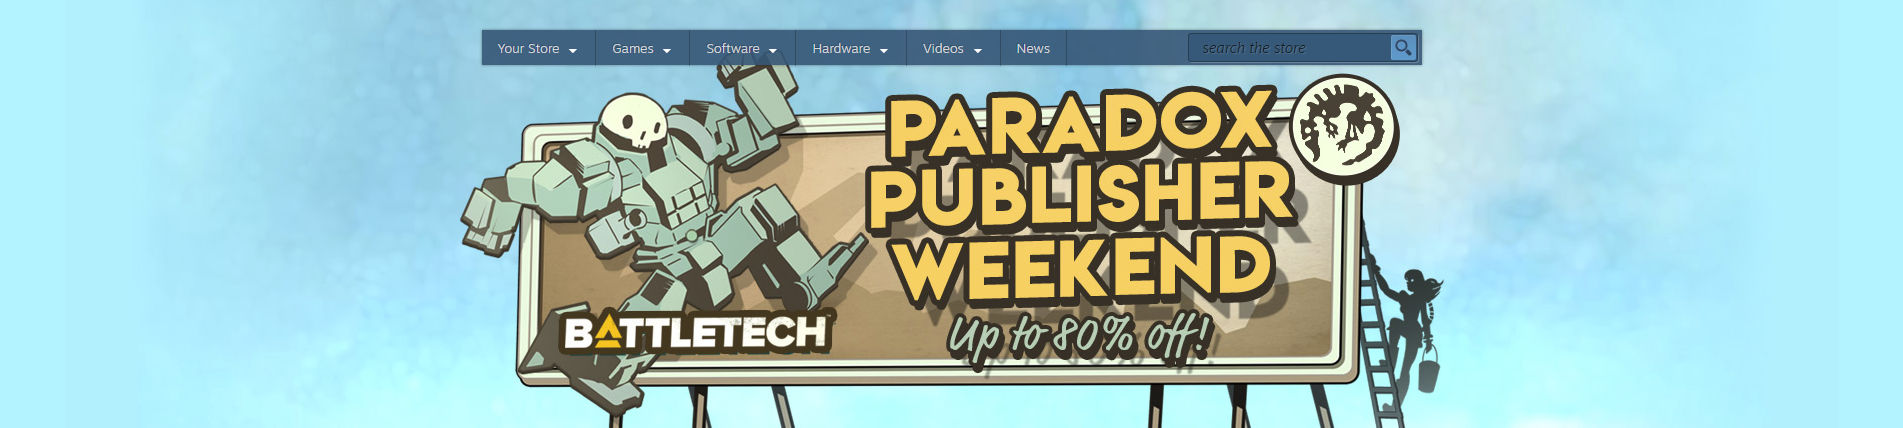 Your Store
Games
Software
Hardware
Videos
News
search the store
PARADOX
PUBLISHER
WEEKEND
Up to 80% off!
BATTLETECH